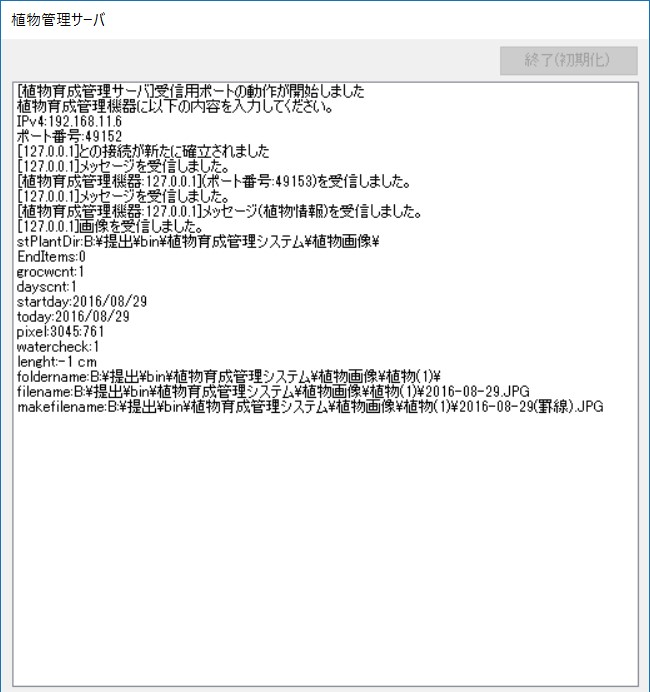 植物管理サーバ
終了(初期化)
[植物育成管理サーバ]受信用ポートの動作が開始しました
植物育成管理機器に以下の内容を入力してください。
IPv4:192.168.11.6
ポート番号:49152
[127.0.0.1]との接続が新たに確立されました
[127.0.0.1]メッセージを受信しました。
[植物育成管理機器:127.0.0.1](ポート番号:49153)を受信しました。
[127.0.0.1]メッセージを受信しました。
[植物育成管理機器:127.0.0.1]メッセージ(植物情報)を受信しました。
[127.0.0.1]画像を受信しました。
stPlantDir:B:¥提出¥bin¥植物育成管理システム¥植物画像¥
EndItems:0
grocwcnt:1
dayscnt:1
startday:2016/08/29
today:2016/08/29
pixel:3045:761
watercheck:1
lenght:-1 cm
foldername:B:¥提出¥bin¥植物育成管理システム¥植物画像¥植物(1)¥
filename:B:¥提出¥bin¥植物育成管理システム¥植物画像¥植物(1)¥2016-08-29.JPG
makefilename:B:¥提出¥bin¥植物育成管理システム¥植物画像¥植物(1)¥2016-08-29(罫線).JPG